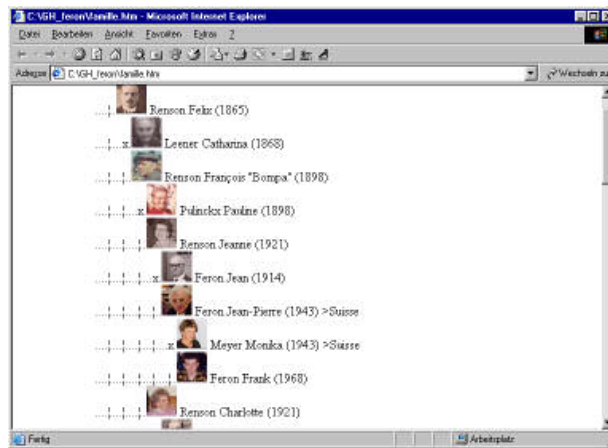 C:\GH_feron\famille.htm - Microsoft Internet Explorer
Datei Bearbeiten Ansicht Favoriten Extras ?
Adresse C:\GH_feron\famille.htm Wechseln zu
...¦. Renson Felix (1865)
...¦...x Leener Catharina (1868)
...¦...¦. Renson François "Bompa" (1898)
...¦...¦...x Pulinckx Pauline (1898)
...¦...¦...¦. Renson Jeanne (1921)
...¦...¦...¦...x Feron Jean (1914)
...¦...¦...¦...¦. Feron Jean-Pierre (1943) >Suisse
...¦...¦...¦...¦...x Meyer Monika (1943) >Suisse
...¦...¦...¦...¦...¦. Feron Frank (1968)
...¦...¦...¦. Renson Charlotte (1921)
Fertig Arbeitsplatz